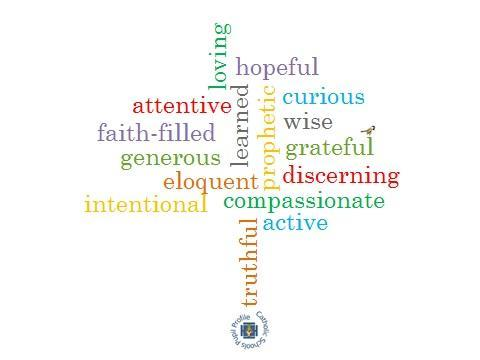 loving
hopeful
learned
prophetic
curious
attentive
wise
faith-filled
grateful
generous
eloquent
discerning
intentional
compassionate
active
truthful
Catholic Schools Pupil Profile